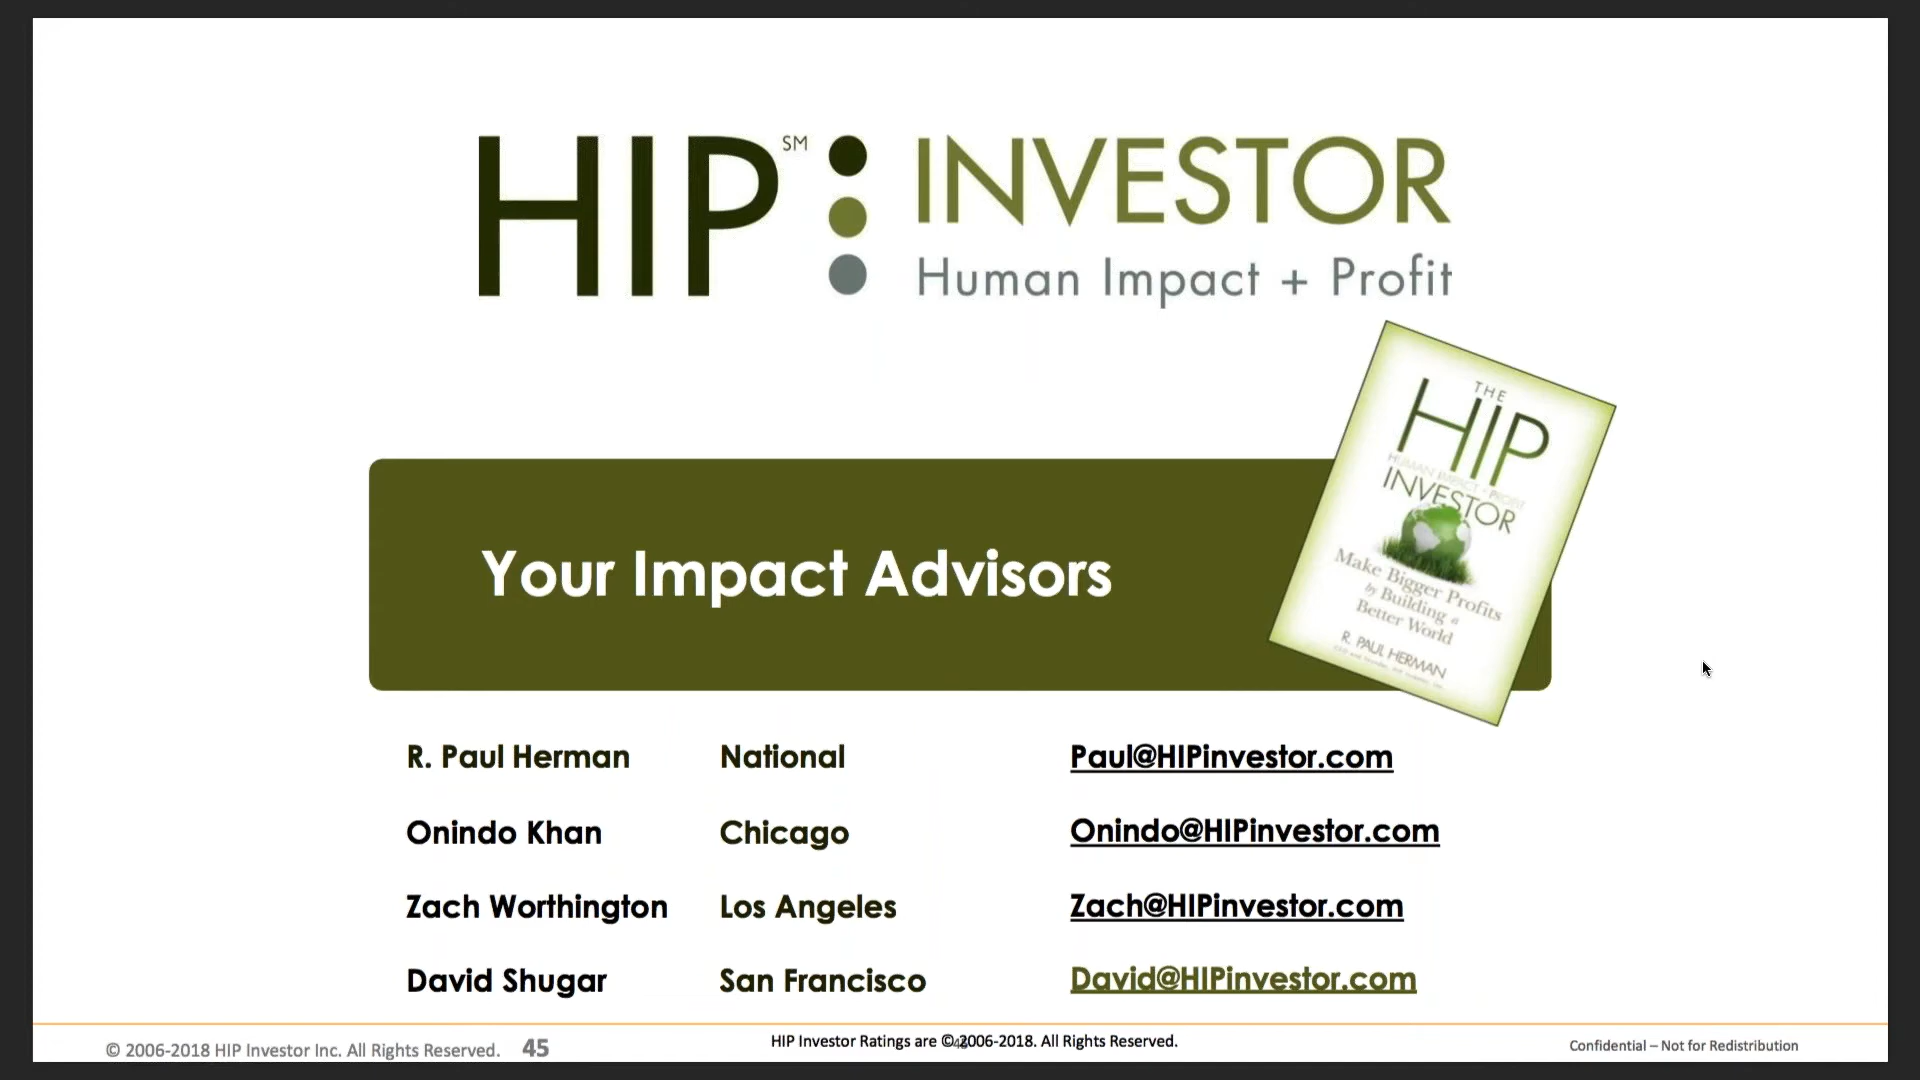 HIP SM INVESTOR
Human Impact + Profit
THE
HIP
HUMAN IMPACT + PROFIT
INVESTOR
Make Bigger Profits
by Building a
Better World
R. PAUL HERMAN
Your Impact Advisors
R. Paul Herman National Paul@HIPinvestor.com
Onindo Khan Chicago Onindo@HIPinvestor.com
Zach Worthington Los Angeles Zach@HIPinvestor.com
David Shugar San Francisco David@HIPinvestor.com
© 2006-2018 HIP Investor Inc. All Rights Reserved. 45
HIP Investor Ratings are © 2006-2018. All Rights Reserved.
Confidential – Not for Redistribution